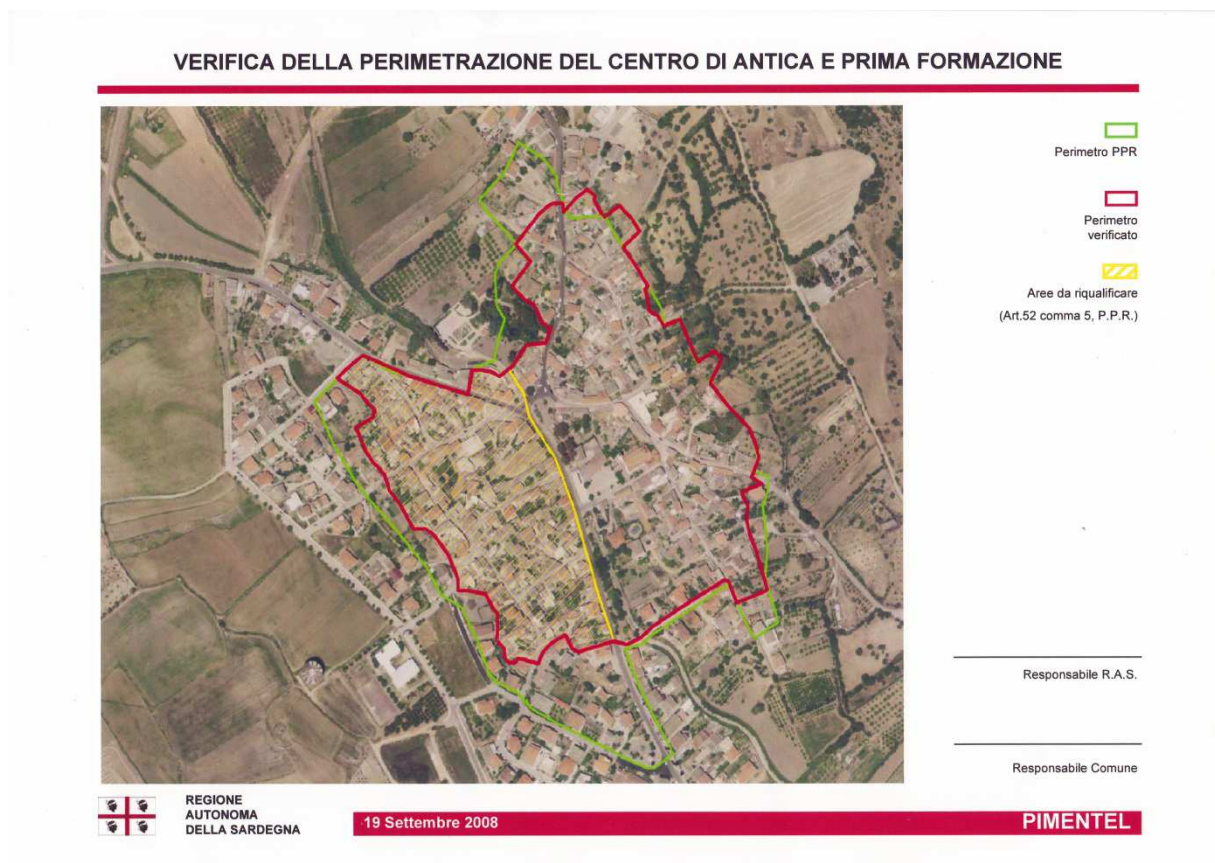 VERIFICA DELLA PERIMETRAZIONE DEL CENTRO DI ANTICA E PRIMA FORMAZIONE
Perimetro PPR
Perimetro
verificato
Aree da riqualificare
(Art.52 comma 5, P.P.R.)
Responsabile R.A.S.
Responsabile Comune
REGIONE
AUTONOMA
DELLA SARDEGNA
19 Settembre 2008
PIMENTEL